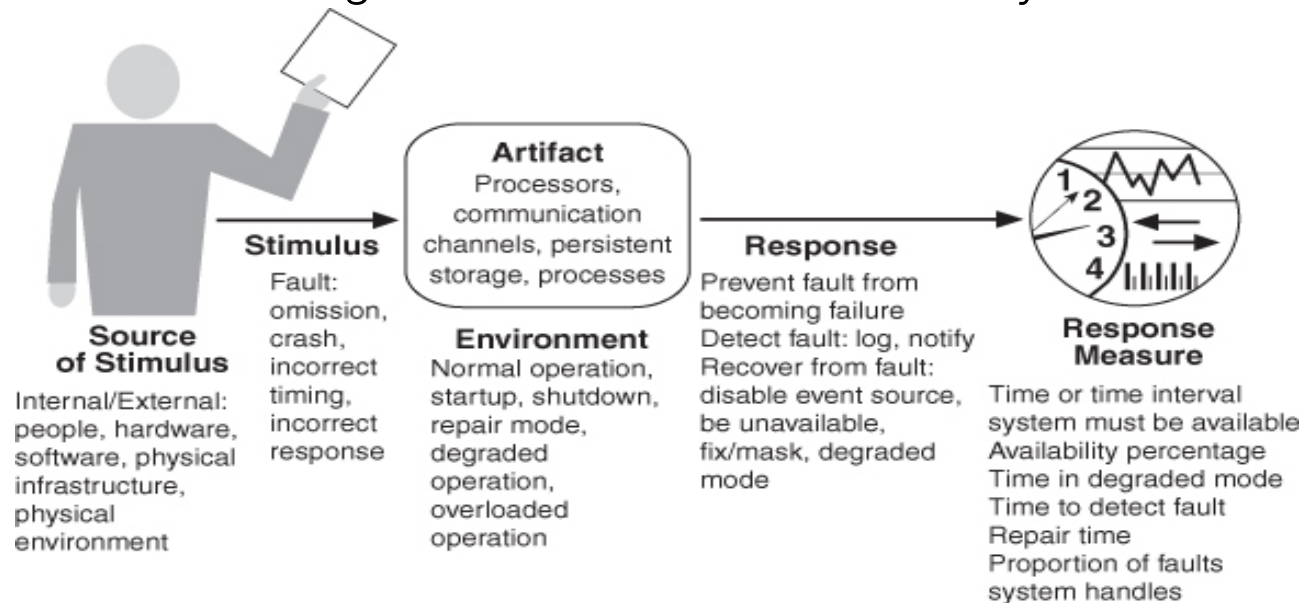 Artifact
Processors,
communication
channels, persistent
storage, processes
Stimulus
Fault:
omission,
crash,
incorrect
timing,
incorrect
response
Source
of Stimulus
Internal/External:
people, hardware,
software, physical
infrastructure,
physical
environment
Environment
Normal operation,
startup, shutdown,
repair mode,
degraded
operation,
overloaded
operation
Response
Prevent fault from
becoming failure
Detect fault: log, notify
Recover from fault:
disable event source,
be unavailable,
fix/mask, degraded
mode
1
2
3
4
Response
Measure
Time or time interval
system must be available
Availability percentage
Time in degraded mode
Time to detect fault
Repair time
Proportion of faults
system handles